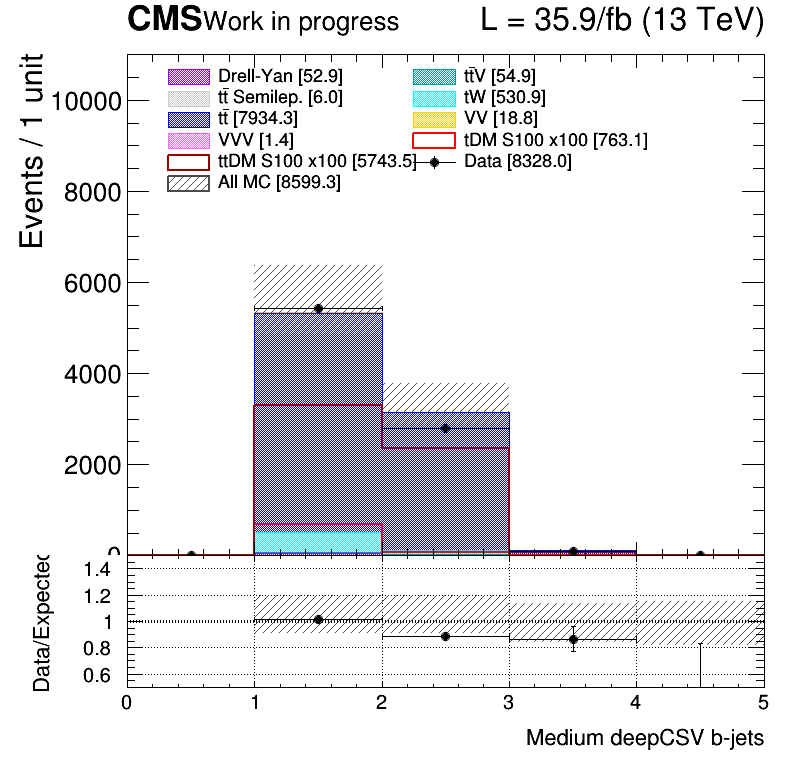 CMS Work in progress L = 35.9/fb (13 TeV)
Drell-Yan [52.9] tt̄V [54.9]
tt̄ Semilep. [6.0] tW [530.9]
tt̄ [7934.3] VV [18.8]
VVV [1.4] tDM S100 x100 [763.1]
ttDM S100 x100 [5743.5] Data [8328.0]
All MC [8599.3]
Events / 1 unit
10000
8000
6000
4000
2000
0
Data/Expected
1.4
1.2
1
0.8
0.6
0 1 2 3 4 5
Medium deepCSV b-jets